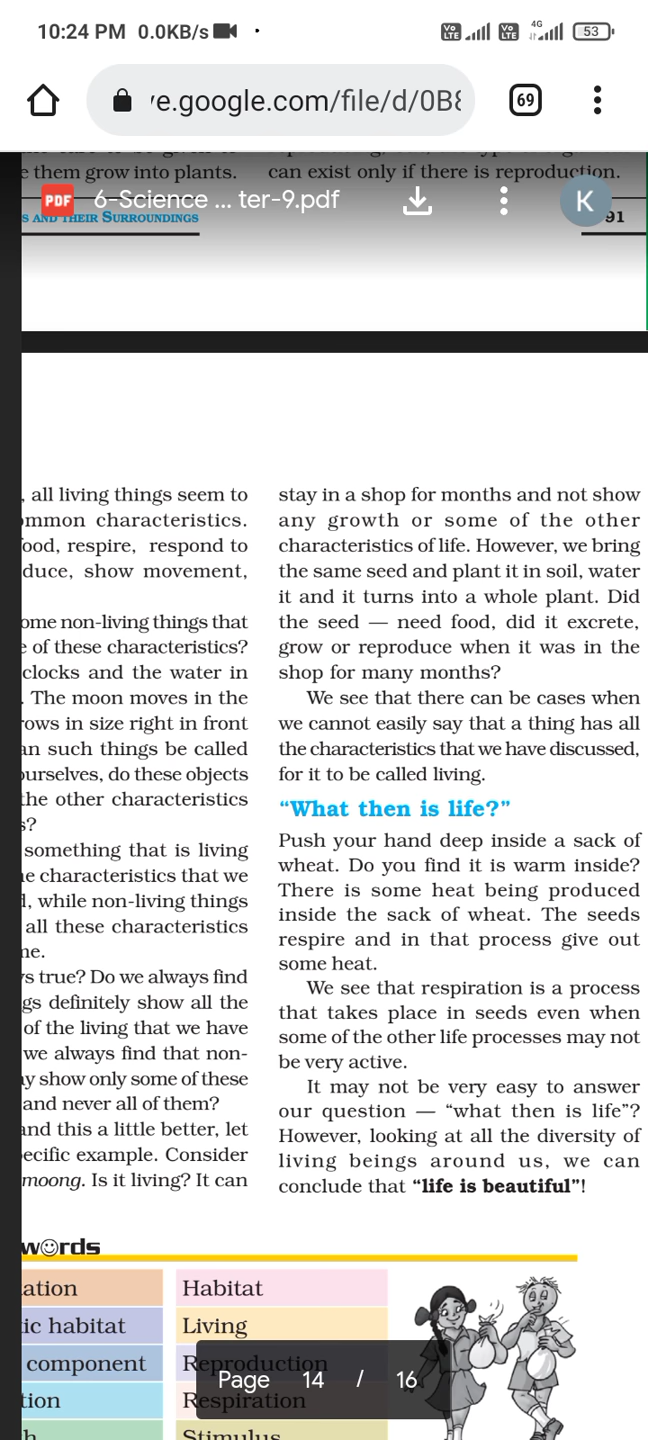 10:24 PM 0.0KB/s
Vo LTE Vo LTE 4G 53
ve.google.com/file/d/0B8
69
e them grow into plants.
can exist only if there is reproduction.
PDF 6-Science ... ter-9.pdf K
S AND THEIR SURROUNDINGS
91
, all living things seem to
ommon characteristics.
food, respire, respond to
duce, show movement,
ome non-living things that
e of these characteristics?
clocks and the water in
. The moon moves in the
rows in size right in front
an such things be called
ourselves, do these objects
the other characteristics
s?
something that is living
e characteristics that we
d, while non-living things
all these characteristics
me.
ys true? Do we always find
gs definitely show all the
of the living that we have
we always find that non-
ay show only some of these
and never all of them?
and this a little better, let
pecific example. Consider
moong. Is it living? It can
stay in a shop for months and not show
any growth or some of the other
characteristics of life. However, we bring
the same seed and plant it in soil, water
it and it turns into a whole plant. Did
the seed — need food, did it excrete,
grow or reproduce when it was in the
shop for many months?
We see that there can be cases when
we cannot easily say that a thing has all
the characteristics that we have discussed,
for it to be called living.
“What then is life?”
Push your hand deep inside a sack of
wheat. Do you find it is warm inside?
There is some heat being produced
inside the sack of wheat. The seeds
respire and in that process give out
some heat.
We see that respiration is a process
that takes place in seeds even when
some of the other life processes may not
be very active.
It may not be very easy to answer
our question — “what then is life”?
However, looking at all the diversity of
living beings around us, we can
conclude that “life is beautiful”!
words
ation
ic habitat
component
tion
h
Habitat
Living
Reproduction
Respiration
Stimulus
Page 14 / 16